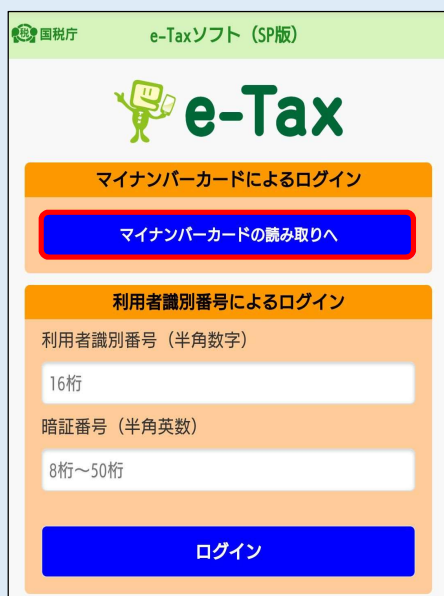 税 国税庁 e-Taxソフト（SP版）
e-Tax
マイナンバーカードによるログイン
マイナンバーカードの読み取りへ
利用者識別番号によるログイン
利用者識別番号（半角数字）
16桁
暗証番号（半角英数）
8桁～50桁
ログイン